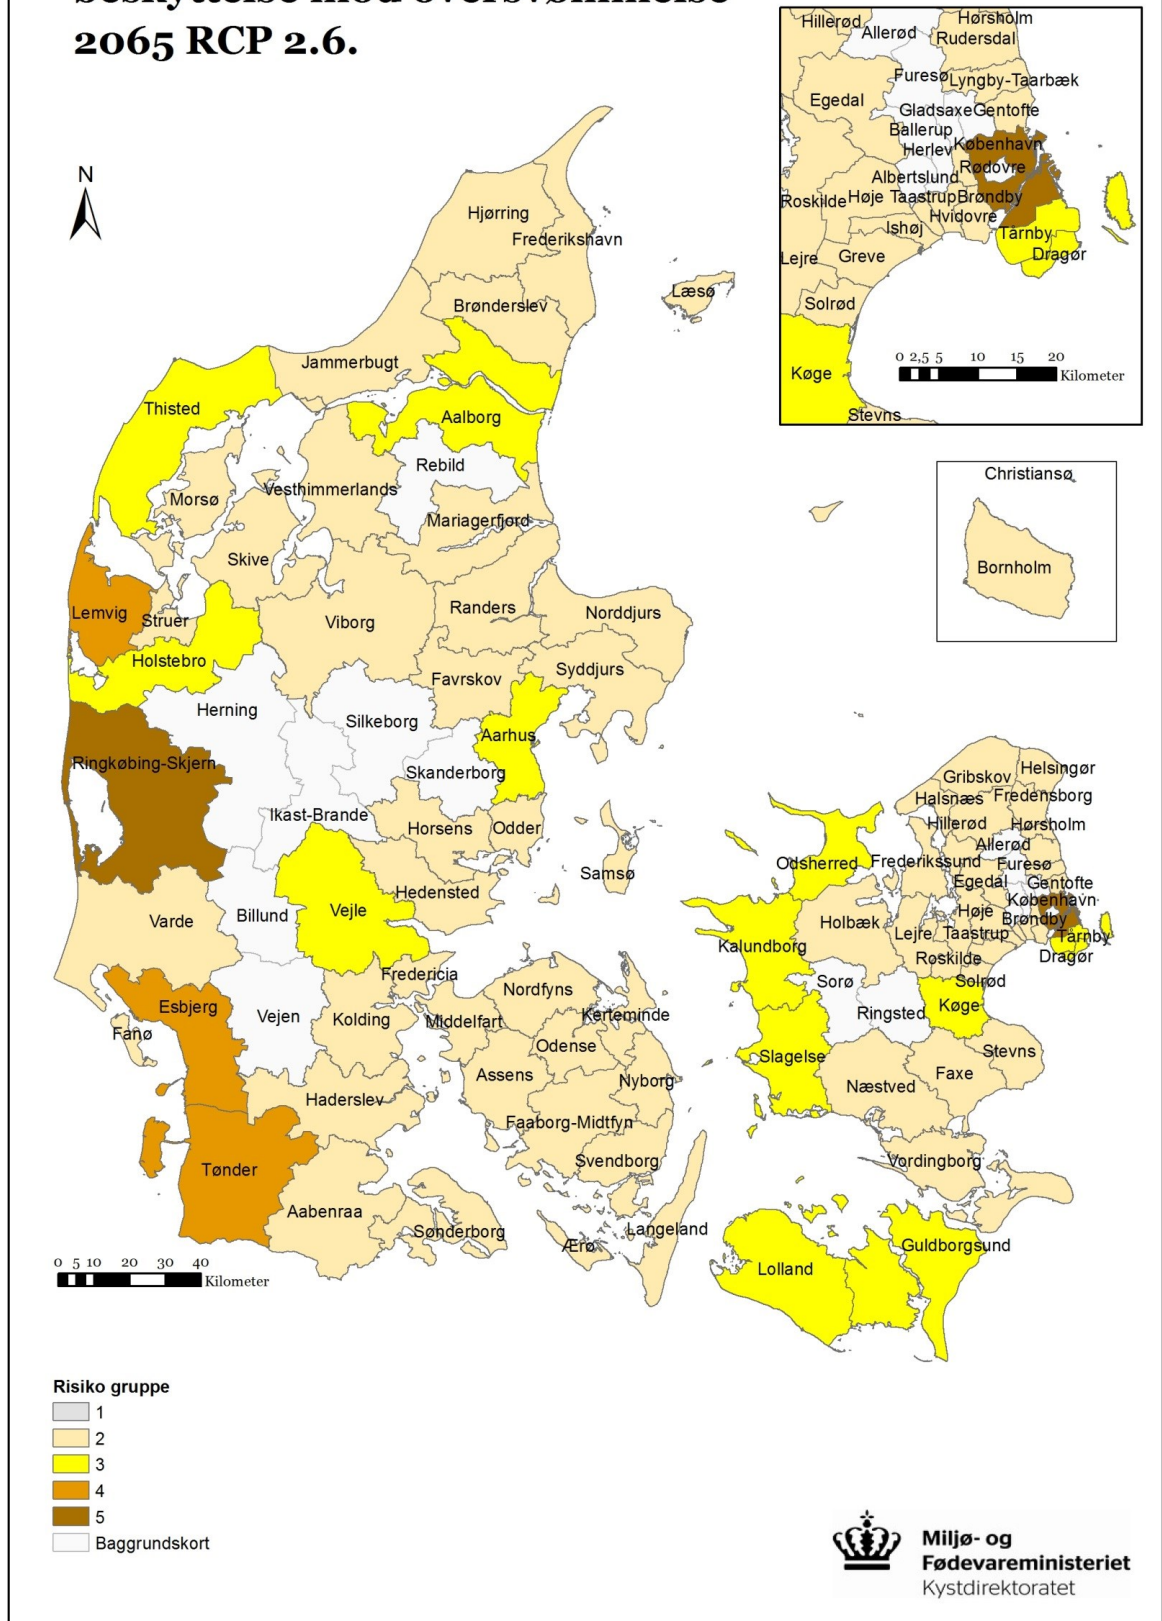 2065 RCP 2.6.
N
Hillerød
Hørsholm
Allerød
Rudersdal
Furesø
Lyngby-Taarbæk
Egedal
Gladsaxe
Gentofte
Ballerup
Herlev
København
Rødovre
Albertslund
Roskilde
Høje
Taastrup
Brøndby
Hvidovre
Ishøj
Tårnby
Lejre
Greve
Dragør
Solrød
0 2,5 5 10 15 20
Kilometer
Køge
Stevns
Christiansø
Bornholm
Hjørring
Frederikshavn
Læsø
Brønderslev
Jammerbugt
Thisted
Aalborg
Rebild
Morsø
Vesthimmerlands
Mariagerfjord
Skive
Lemvig
Struer
Viborg
Randers
Norddjurs
Holstebro
Favrskov
Syddjurs
Herning
Silkeborg
Aarhus
Ringkøbing-Skjern
Skanderborg
Ikast-Brande
Horsens
Odder
Samsø
Hedensted
Varde
Billund
Vejle
Fredericia
Esbjerg
Fanø
Vejen
Kolding
Middelfart
Nordfyns
Kerteminde
Odense
Assens
Nyborg
Haderslev
Faaborg-Midtfyn
Svendborg
Tønder
Aabenraa
Sønderborg
Ærø
Langeland
Gribskov
Helsingør
Halsnæs
Fredensborg
Hillerød
Hørsholm
Allerød
Odsherred
Frederikssund
Furesø
Egedal
Gentofte
København
Holbæk
Høje
Brøndby
Kalundborg
Lejre
Taastrup
Tårnby
Roskilde
Dragør
Sorø
Solrød
Ringsted
Køge
Slagelse
Stevns
Faxe
Næstved
Vordingborg
Guldborgsund
Lolland
0 5 10 20 30 40
Kilometer
Risiko gruppe
1
2
3
4
5
Baggrundskort
Miljø- og
Fødevareministeriet
Kystdirektoratet